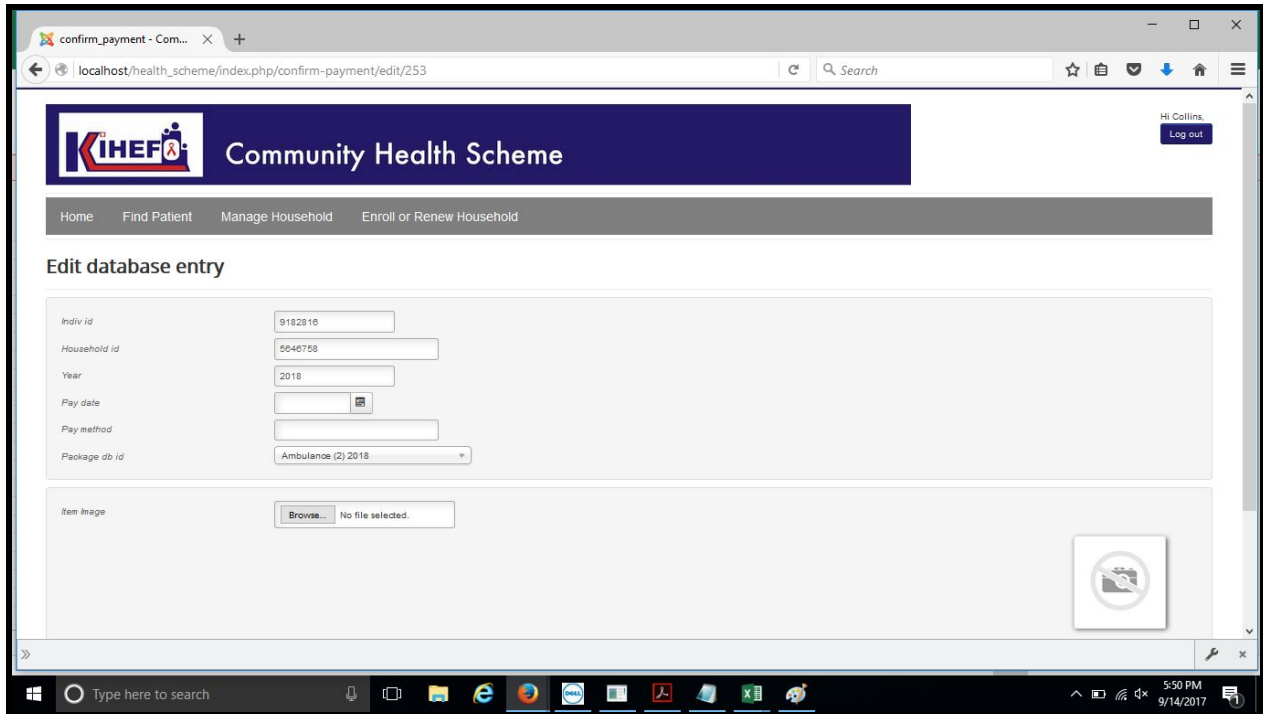 confirm_payment - Com...
localhost/health_scheme/index.php/confirm-payment/edit/253
Search
Hi Collins,
Log out
KIHEFO
Community Health Scheme
Home Find Patient Manage Household Enroll or Renew Household
Edit database entry
Indiv id 9182816
Household id 5646758
Year 2018
Pay date
Pay method
Package db id Ambulance (2) 2018
Item image Browse... No file selected.
Type here to search
DELL
5:50 PM
9/14/2017
1